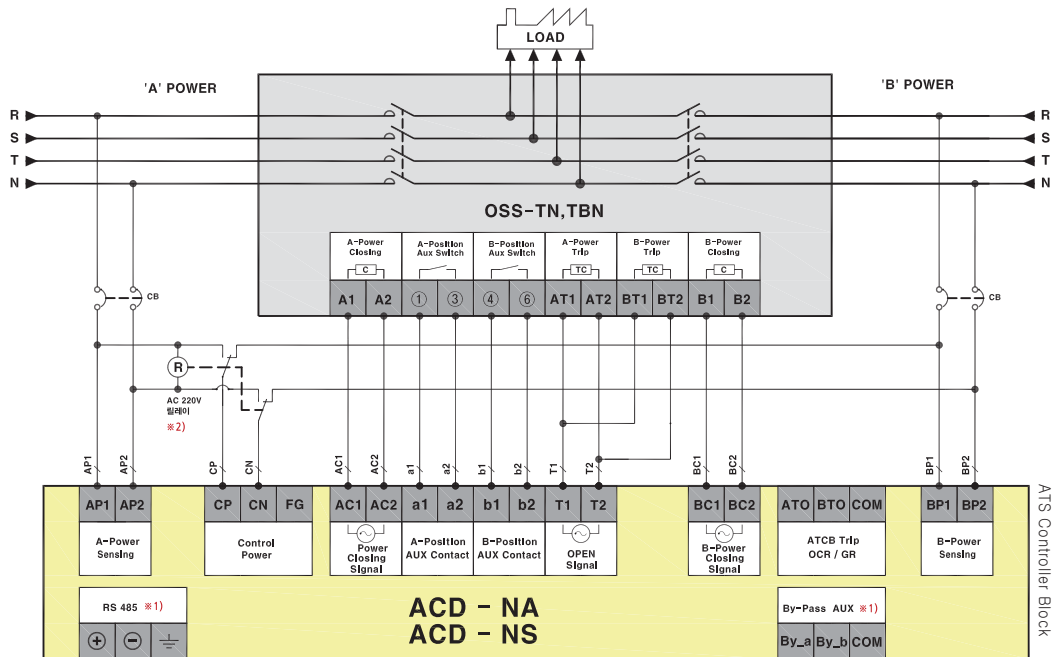 LOAD
'A' POWER
'B' POWER
R
R
S
S
T
T
N
N
OSS-TN,TBN
A-Power Closing
A-Position Aux Switch
B-Position Aux Switch
A-Power Trip
B-Power Trip
B-Power Closing
C
TC
TC
C
A1 A2 ① ③ ④ ⑥ AT1 AT2 BT1 BT2 B1 B2
CB
CB
R
AC 220V
릴레이
※2)
AP1 AP2 CP CN AC1 AC2 a1 a2 b1 b2 T1 T2 BC1 BC2 BP1 BP2
AP1 AP2 CP CN FG AC1 AC2 a1 a2 b1 b2 T1 T2 BC1 BC2 ATO BTO COM BP1 BP2
A-Power Sensing
Control Power
Power Closing Signal
A-Position AUX Contact
B-Position AUX Contact
OPEN Signal
B-Power Closing Signal
ATCB Trip OCR / GR
B-Power Sensing
ATS Controller Block
RS 485 ※1)
ACD - NA
ACD - NS
By-Pass AUX ※1)
By_a By_b COM